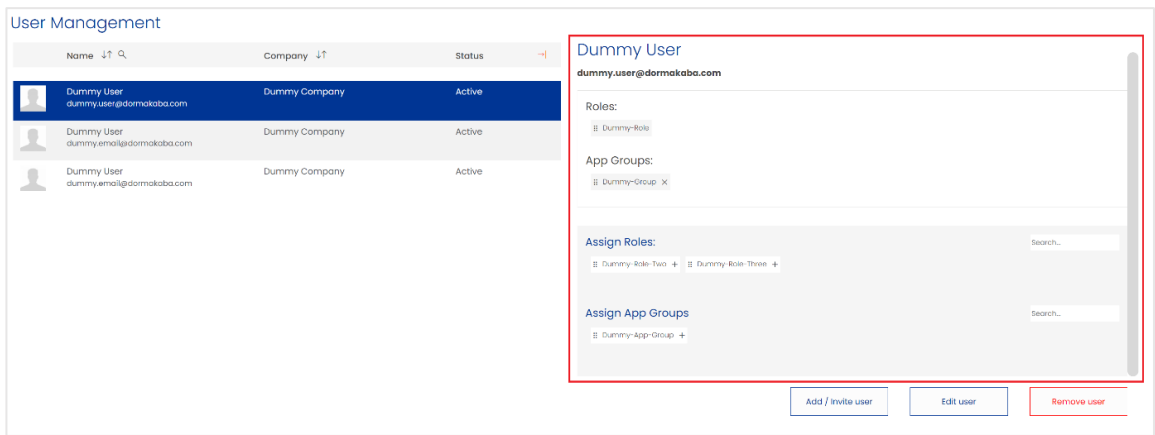 User Management
Name Company Status
Dummy User Dummy Company Active
dummy.user@dormakaba.com
Dummy User Dummy Company Active
dummy.email@dormakaba.com
Dummy User Dummy Company Active
dummy.email@dormakaba.com
Dummy User
dummy.user@dormakaba.com
Roles:
Dummy-Role
App Groups:
Dummy-Group ×
Assign Roles: Search...
Dummy-Role-Two + Dummy-Role-Three +
Assign App Groups Search...
Dummy-App-Group +
Add / Invite user Edit user Remove user